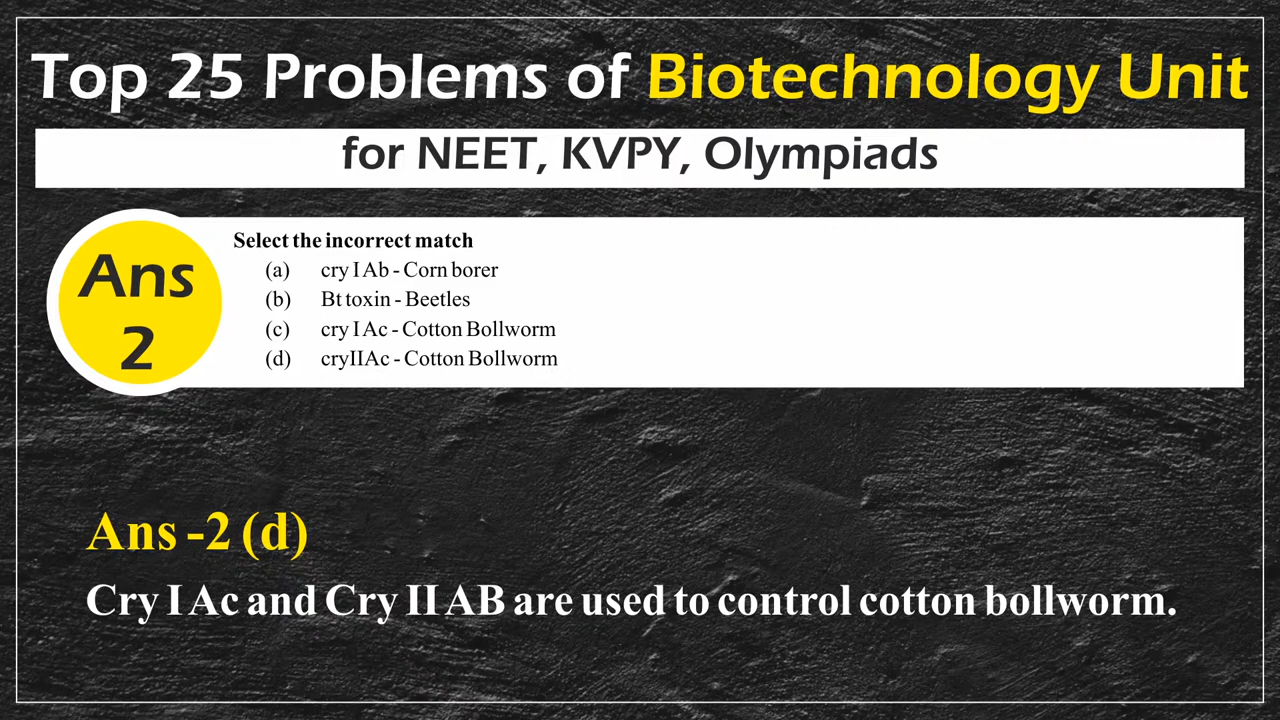 Top 25 Problems of Biotechnology Unit
for NEET, KVPY, Olympiads
Ans
2
Select the incorrect match
(a) cry I Ab - Corn borer
(b) Bt toxin - Beetles
(c) cry I Ac - Cotton Bollworm
(d) cryIIAc - Cotton Bollworm
Ans -2 (d)
Cry I Ac and Cry II AB are used to control cotton bollworm.